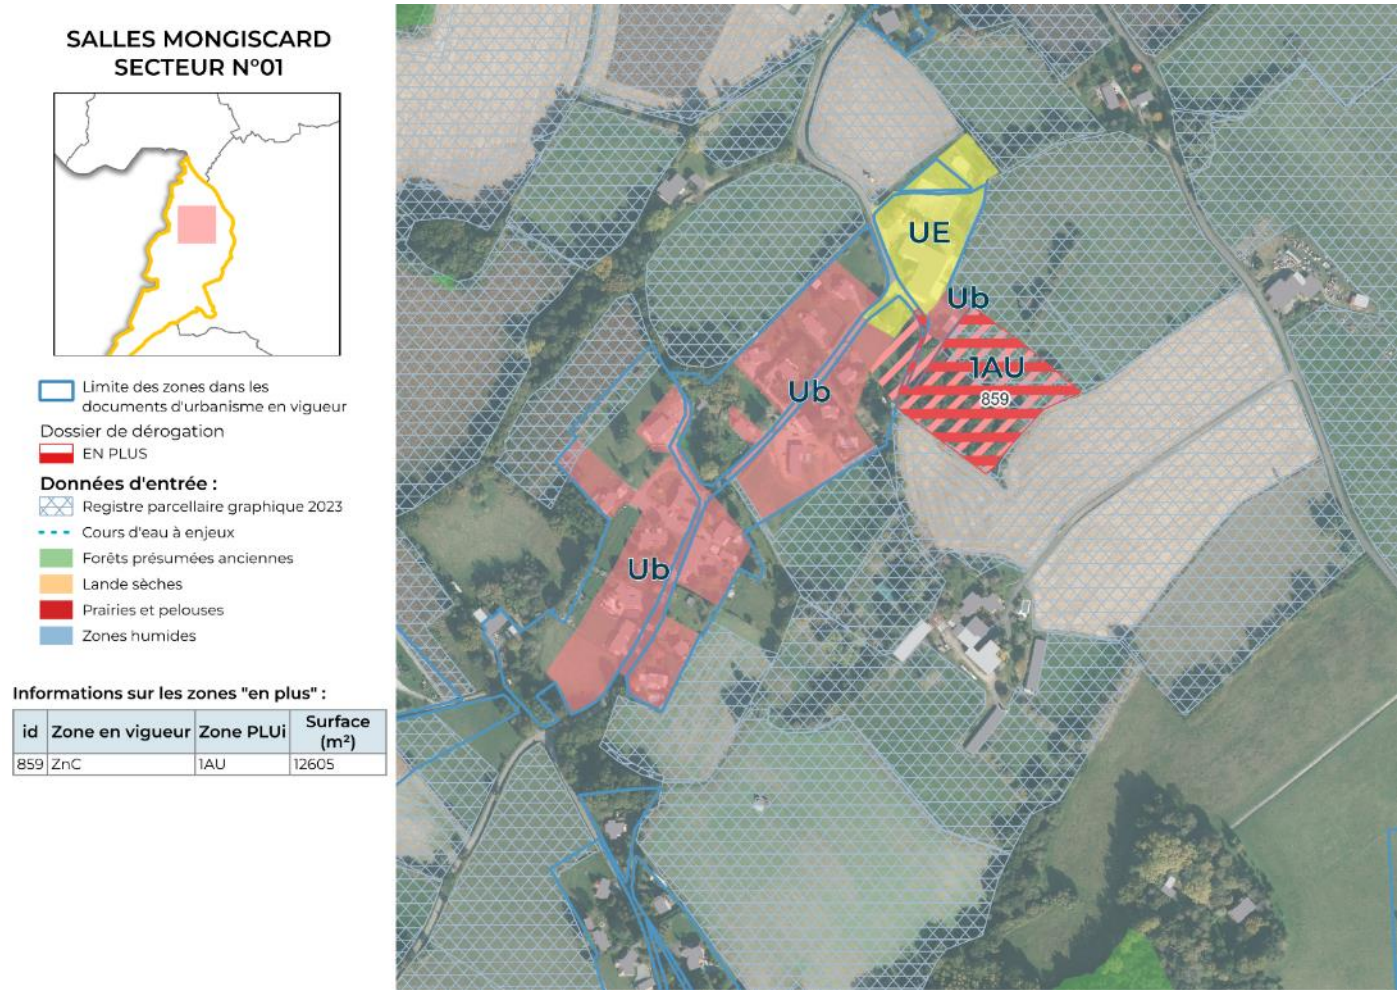 SALLES MONGISCARD
SECTEUR N°01
Limite des zones dans les
documents d'urbanisme en vigueur
Dossier de dérogation
EN PLUS
Données d'entrée :
Registre parcellaire graphique 2023
Cours d'eau à enjeux
Forêts présumées anciennes
Lande sèches
Prairies et pelouses
Zones humides
Informations sur les zones "en plus" :
id Zone en vigueur Zone PLUi Surface
(m²)
859 ZnC 1AU 12605
UE
Ub
1AU
859
Ub
Ub